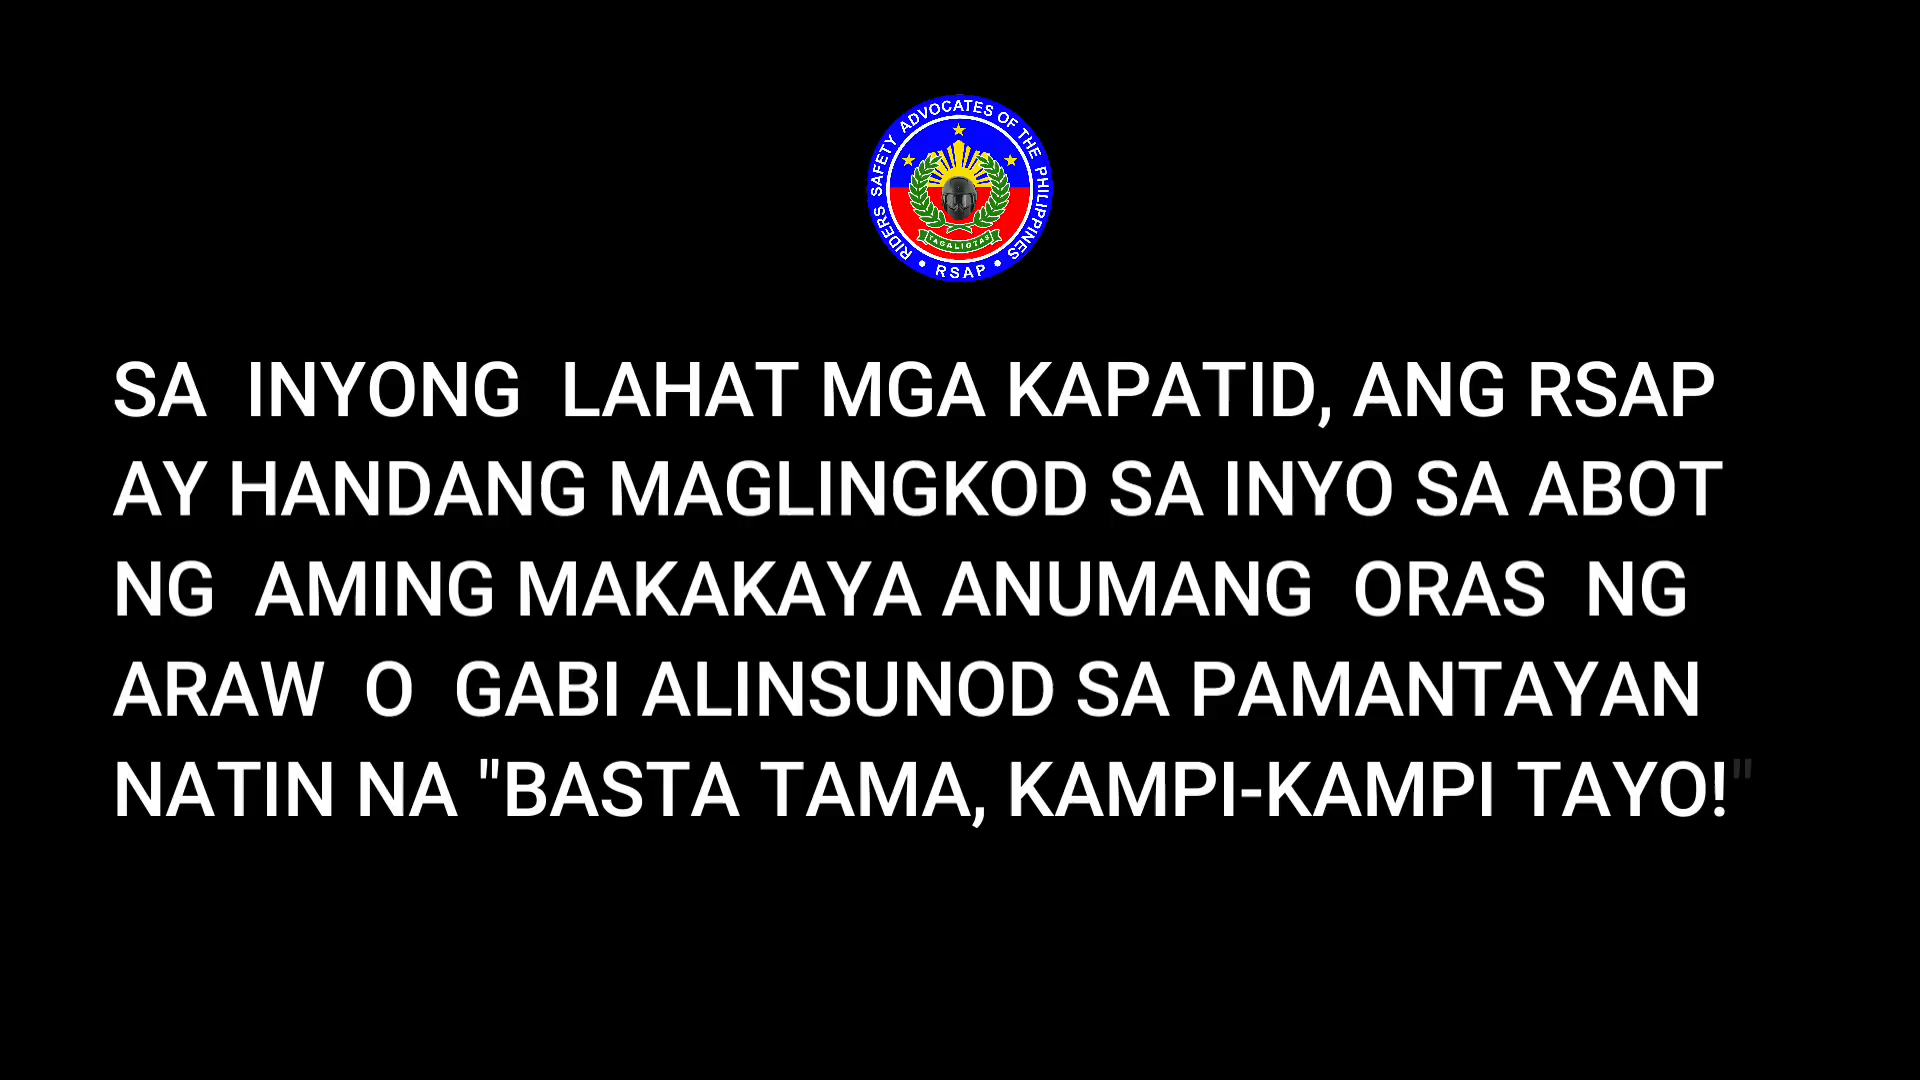 RIDERS SAFETY ADVOCATES OF THE PHILIPPINES
TAGALIGTAS
• RSAP •
SA INYONG LAHAT MGA KAPATID, ANG RSAP
AY HANDANG MAGLINGKOD SA INYO SA ABOT
NG AMING MAKAKAYA ANUMANG ORAS NG
ARAW O GABI ALINSUNOD SA PAMANTAYAN
NATIN NA "BASTA TAMA, KAMPI-KAMPI TAYO!"